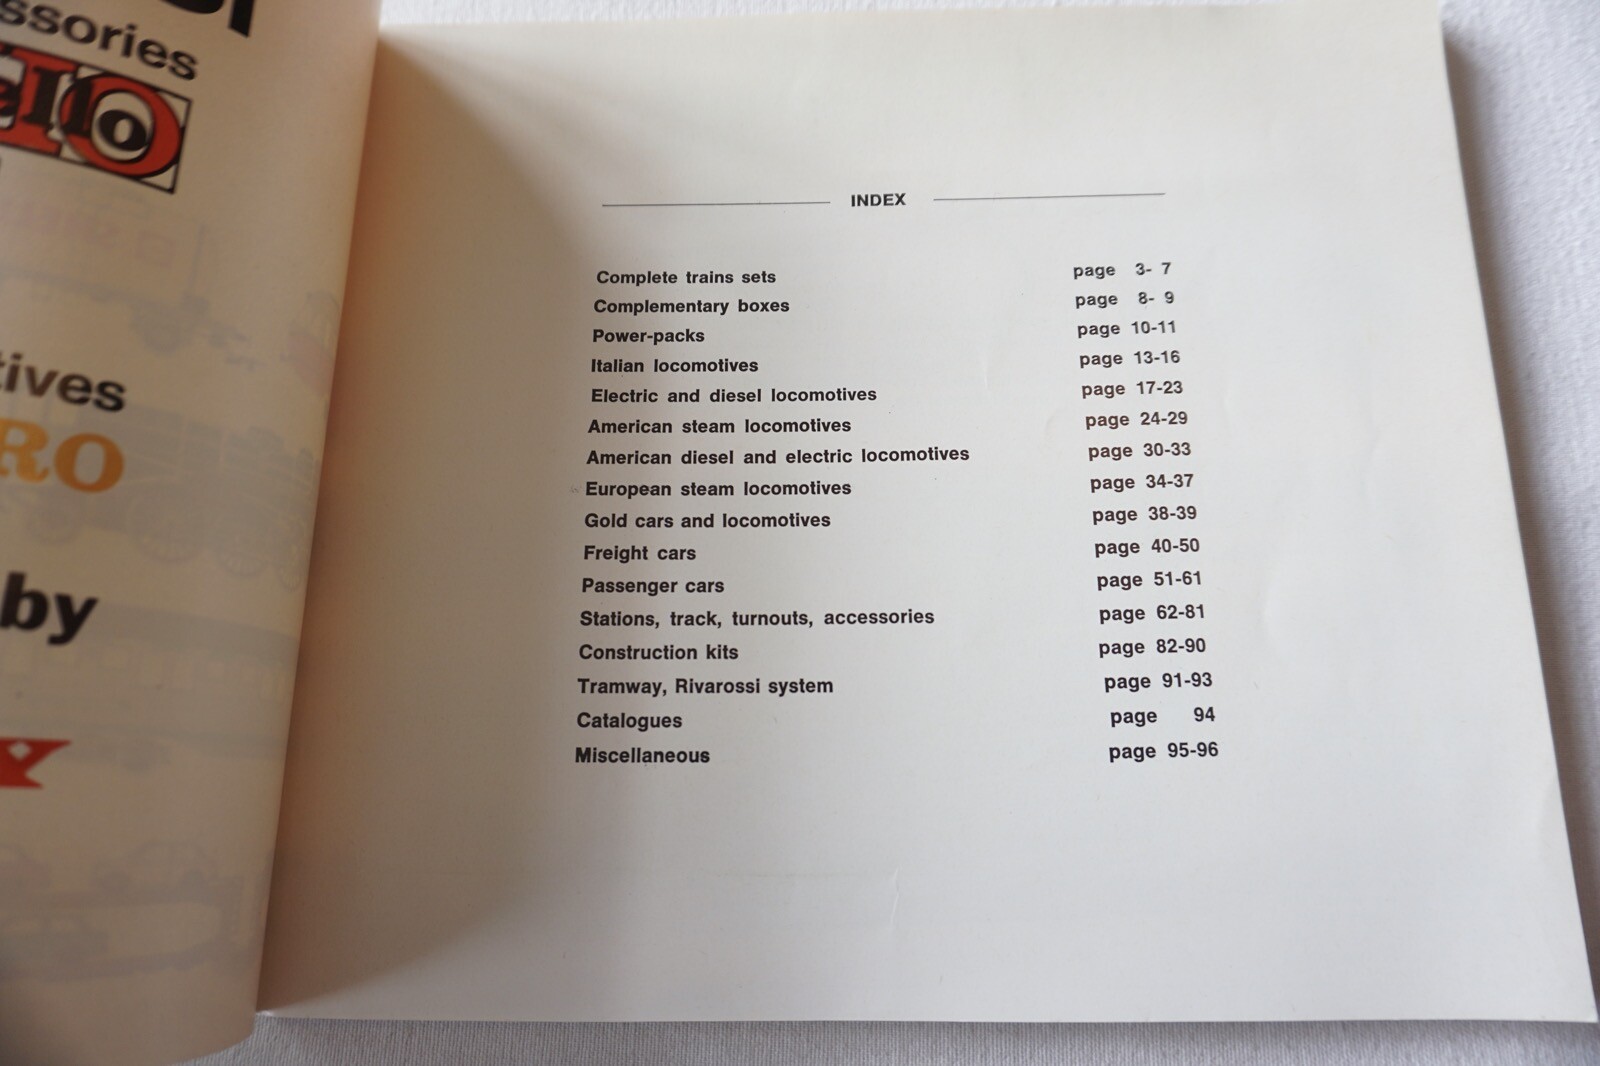 ssories
tives
RO
by
Y
INDEX
Complete trains sets page 3- 7
Complementary boxes page 8- 9
Power-packs page 10-11
Italian locomotives page 13-16
Electric and diesel locomotives page 17-23
American steam locomotives page 24-29
American diesel and electric locomotives page 30-33
European steam locomotives page 34-37
Gold cars and locomotives page 38-39
Freight cars page 40-50
Passenger cars page 51-61
Stations, track, turnouts, accessories page 62-81
Construction kits page 82-90
Tramway, Rivarossi system page 91-93
Catalogues page 94
Miscellaneous page 95-96